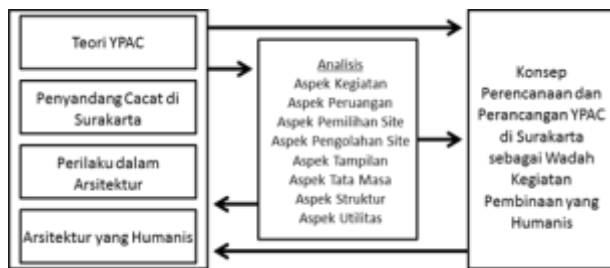 Teori YPAC
Penyandang Cacat di
Surakarta
Perilaku dalam
Arsitektur
Arsitektur yang Humanis
Analisis
Aspek Kegiatan
Aspek Peruangan
Aspek Pemilihan Site
Aspek Pengolahan Site
Aspek Tampilan
Aspek Tata Masa
Aspek Struktur
Aspek Utilitas
Konsep
Perencanaan dan
Perancangan YPAC
di Surakarta
sebagai Wadah
Kegiatan
Pembinaan yang
Humanis